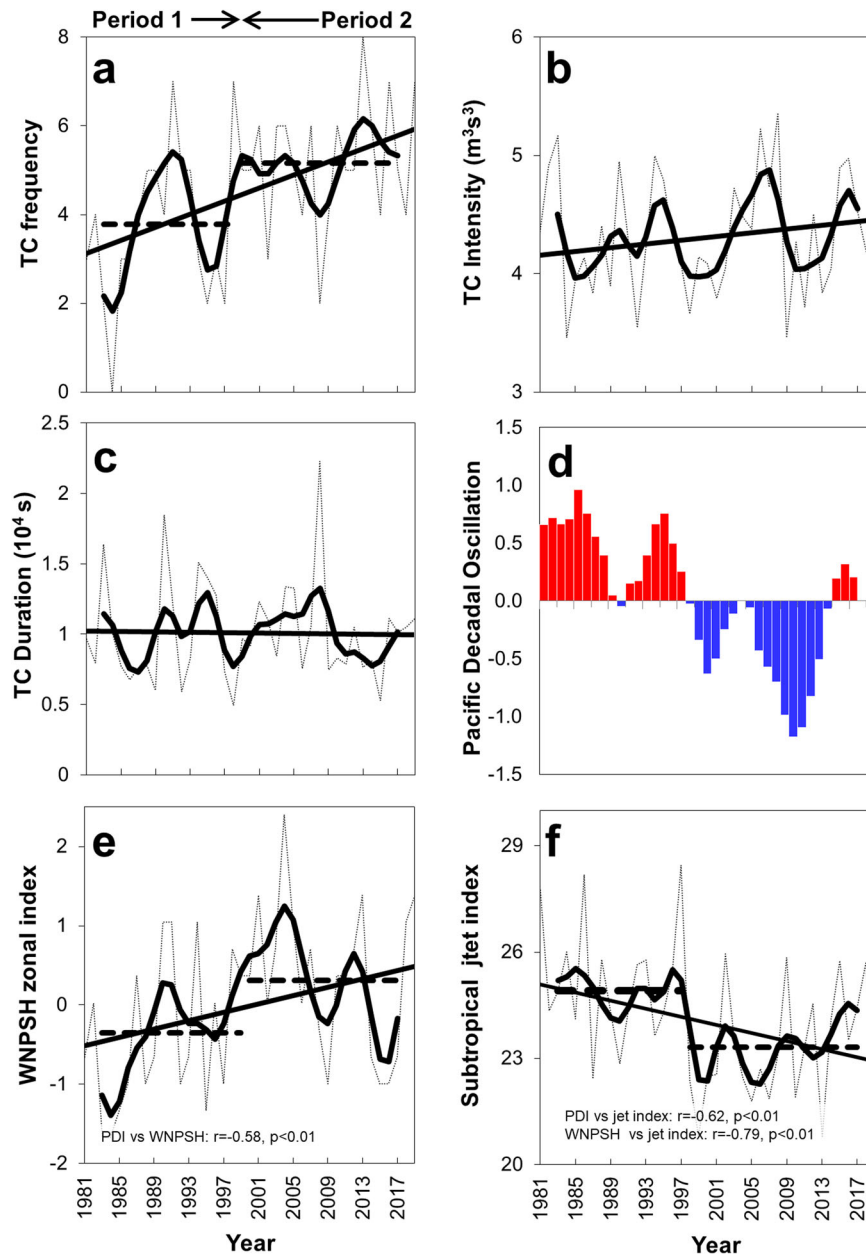 Period 1
Period 2
a
8
6
4
2
0
TC frequency
b
6
5
4
3
TC Intensity (m³s³)
c
2.5
2
1.5
1
0.5
0
TC Duration (10⁴ s)
d
1.5
1.0
0.5
0.0
-0.5
-1.0
-1.5
Pacific Decadal Oscillation
e
2
1
0
-1
-2
WNPSH zonal index
PDI vs WNPSH: r=-0.58, p<0.01
1981
1985
1989
1993
1997
2001
2005
2009
2013
2017
Year
f
29
26
23
20
Subtropical jtet index
PDI vs jet index: r=-0.62, p<0.01
WNPSH vs jet index: r=-0.79, p<0.01
1981
1985
1989
1993
1997
2001
2005
2009
2013
2017
Year